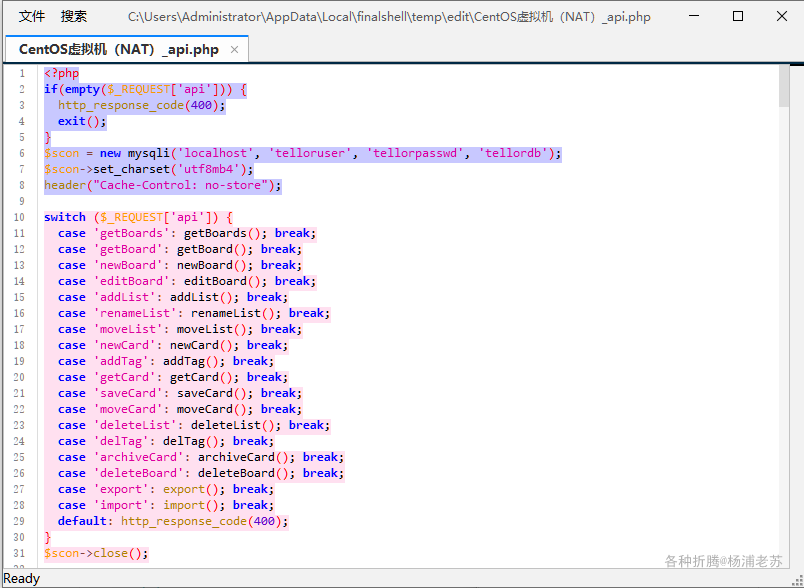 文件 搜索 C:\Users\Administrator\AppData\Local\finalshell\temp\edit\CentOS虚拟机（NAT）_api.php
CentOS虚拟机（NAT）_api.php ×
1 <?php
2 if(empty($_REQUEST['api'])) {
3   http_response_code(400);
4   exit();
5 }
6 $scon = new mysqli('localhost', 'telloruser', 'tellorpasswd', 'tellordb');
7 $scon->set_charset('utf8mb4');
8 header("Cache-Control: no-store");
9
10 switch ($_REQUEST['api']) {
11   case 'getBoards': getBoards(); break;
12   case 'getBoard': getBoard(); break;
13   case 'newBoard': newBoard(); break;
14   case 'editBoard': editBoard(); break;
15   case 'addList': addList(); break;
16   case 'renameList': renameList(); break;
17   case 'moveList': moveList(); break;
18   case 'newCard': newCard(); break;
19   case 'addTag': addTag(); break;
20   case 'getCard': getCard(); break;
21   case 'saveCard': saveCard(); break;
22   case 'moveCard': moveCard(); break;
23   case 'deleteList': deleteList(); break;
24   case 'delTag': delTag(); break;
25   case 'archiveCard': archiveCard(); break;
26   case 'deleteBoard': deleteBoard(); break;
27   case 'export': export(); break;
28   case 'import': import(); break;
29   default: http_response_code(400);
30 }
31 $scon->close();
各种折腾@杨浦老苏
Ready